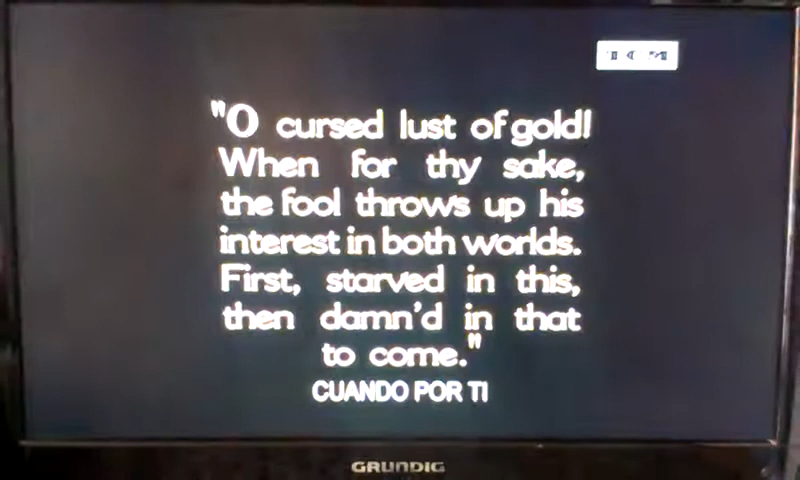 TCM
"O cursed lust of gold!
When for thy sake,
the fool throws up his
interest in both worlds.
First, starved in this,
then damn'd in that
to come."
CUANDO POR TI
GRUNDIG